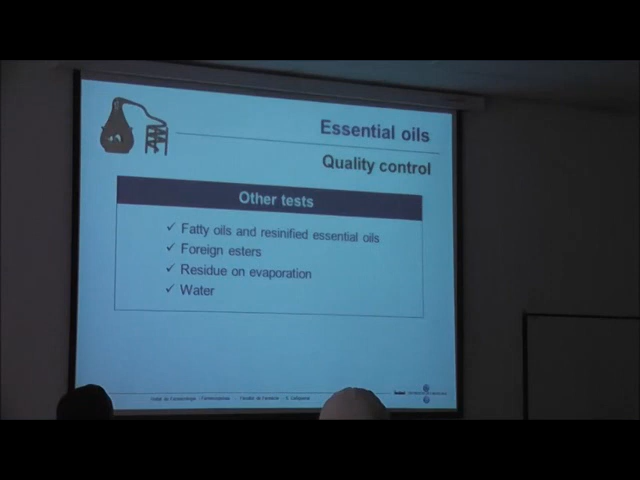 Essential oils
Quality control
Other tests
✓ Fatty oils and resinified essential oils
✓ Foreign esters
✓ Residue on evaporation
✓ Water